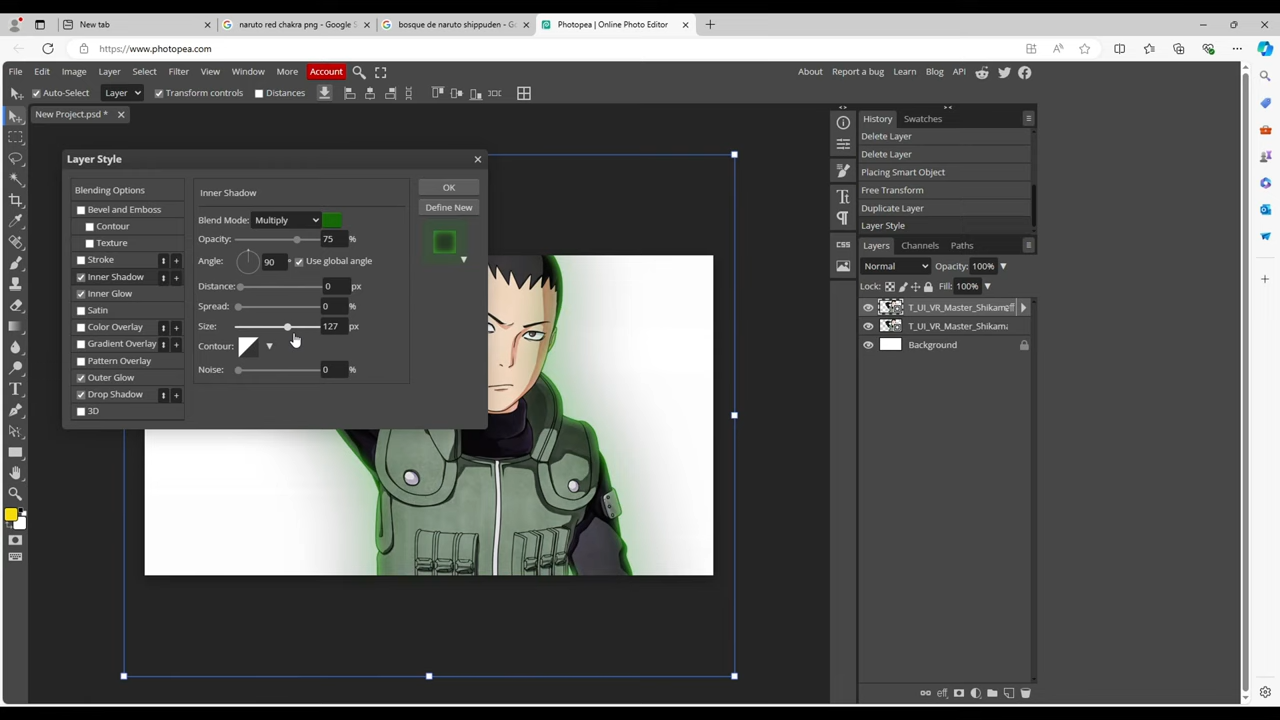 New tab
naruto red chakra png - Google S
bosque de naruto shippuden - G
Photopea | Online Photo Editor
https://www.photopea.com
File Edit Image Layer Select Filter View Window More Account
About Report a bug Learn Blog API
Auto-Select Layer Transform controls Distances
New Project.psd *
Layer Style
Blending Options
Bevel and Emboss
Contour
Texture
Stroke
Inner Shadow
Inner Glow
Satin
Color Overlay
Gradient Overlay
Pattern Overlay
Outer Glow
Drop Shadow
3D
Inner Shadow
Blend Mode: Multiply
Opacity: 75 %
Angle: 90 ° Use global angle
Distance: 0 px
Spread: 0 %
Size: 127 px
Contour:
Noise: 0 %
OK
Define New
CSS
History Swatches
Delete Layer
Delete Layer
Placing Smart Object
Free Transform
Duplicate Layer
Layer Style
Layers Channels Paths
Normal Opacity: 100%
Lock: Fill: 100%
T_UI_VR_Master_Shikam eff
T_UI_VR_Master_Shikama
Background
eff